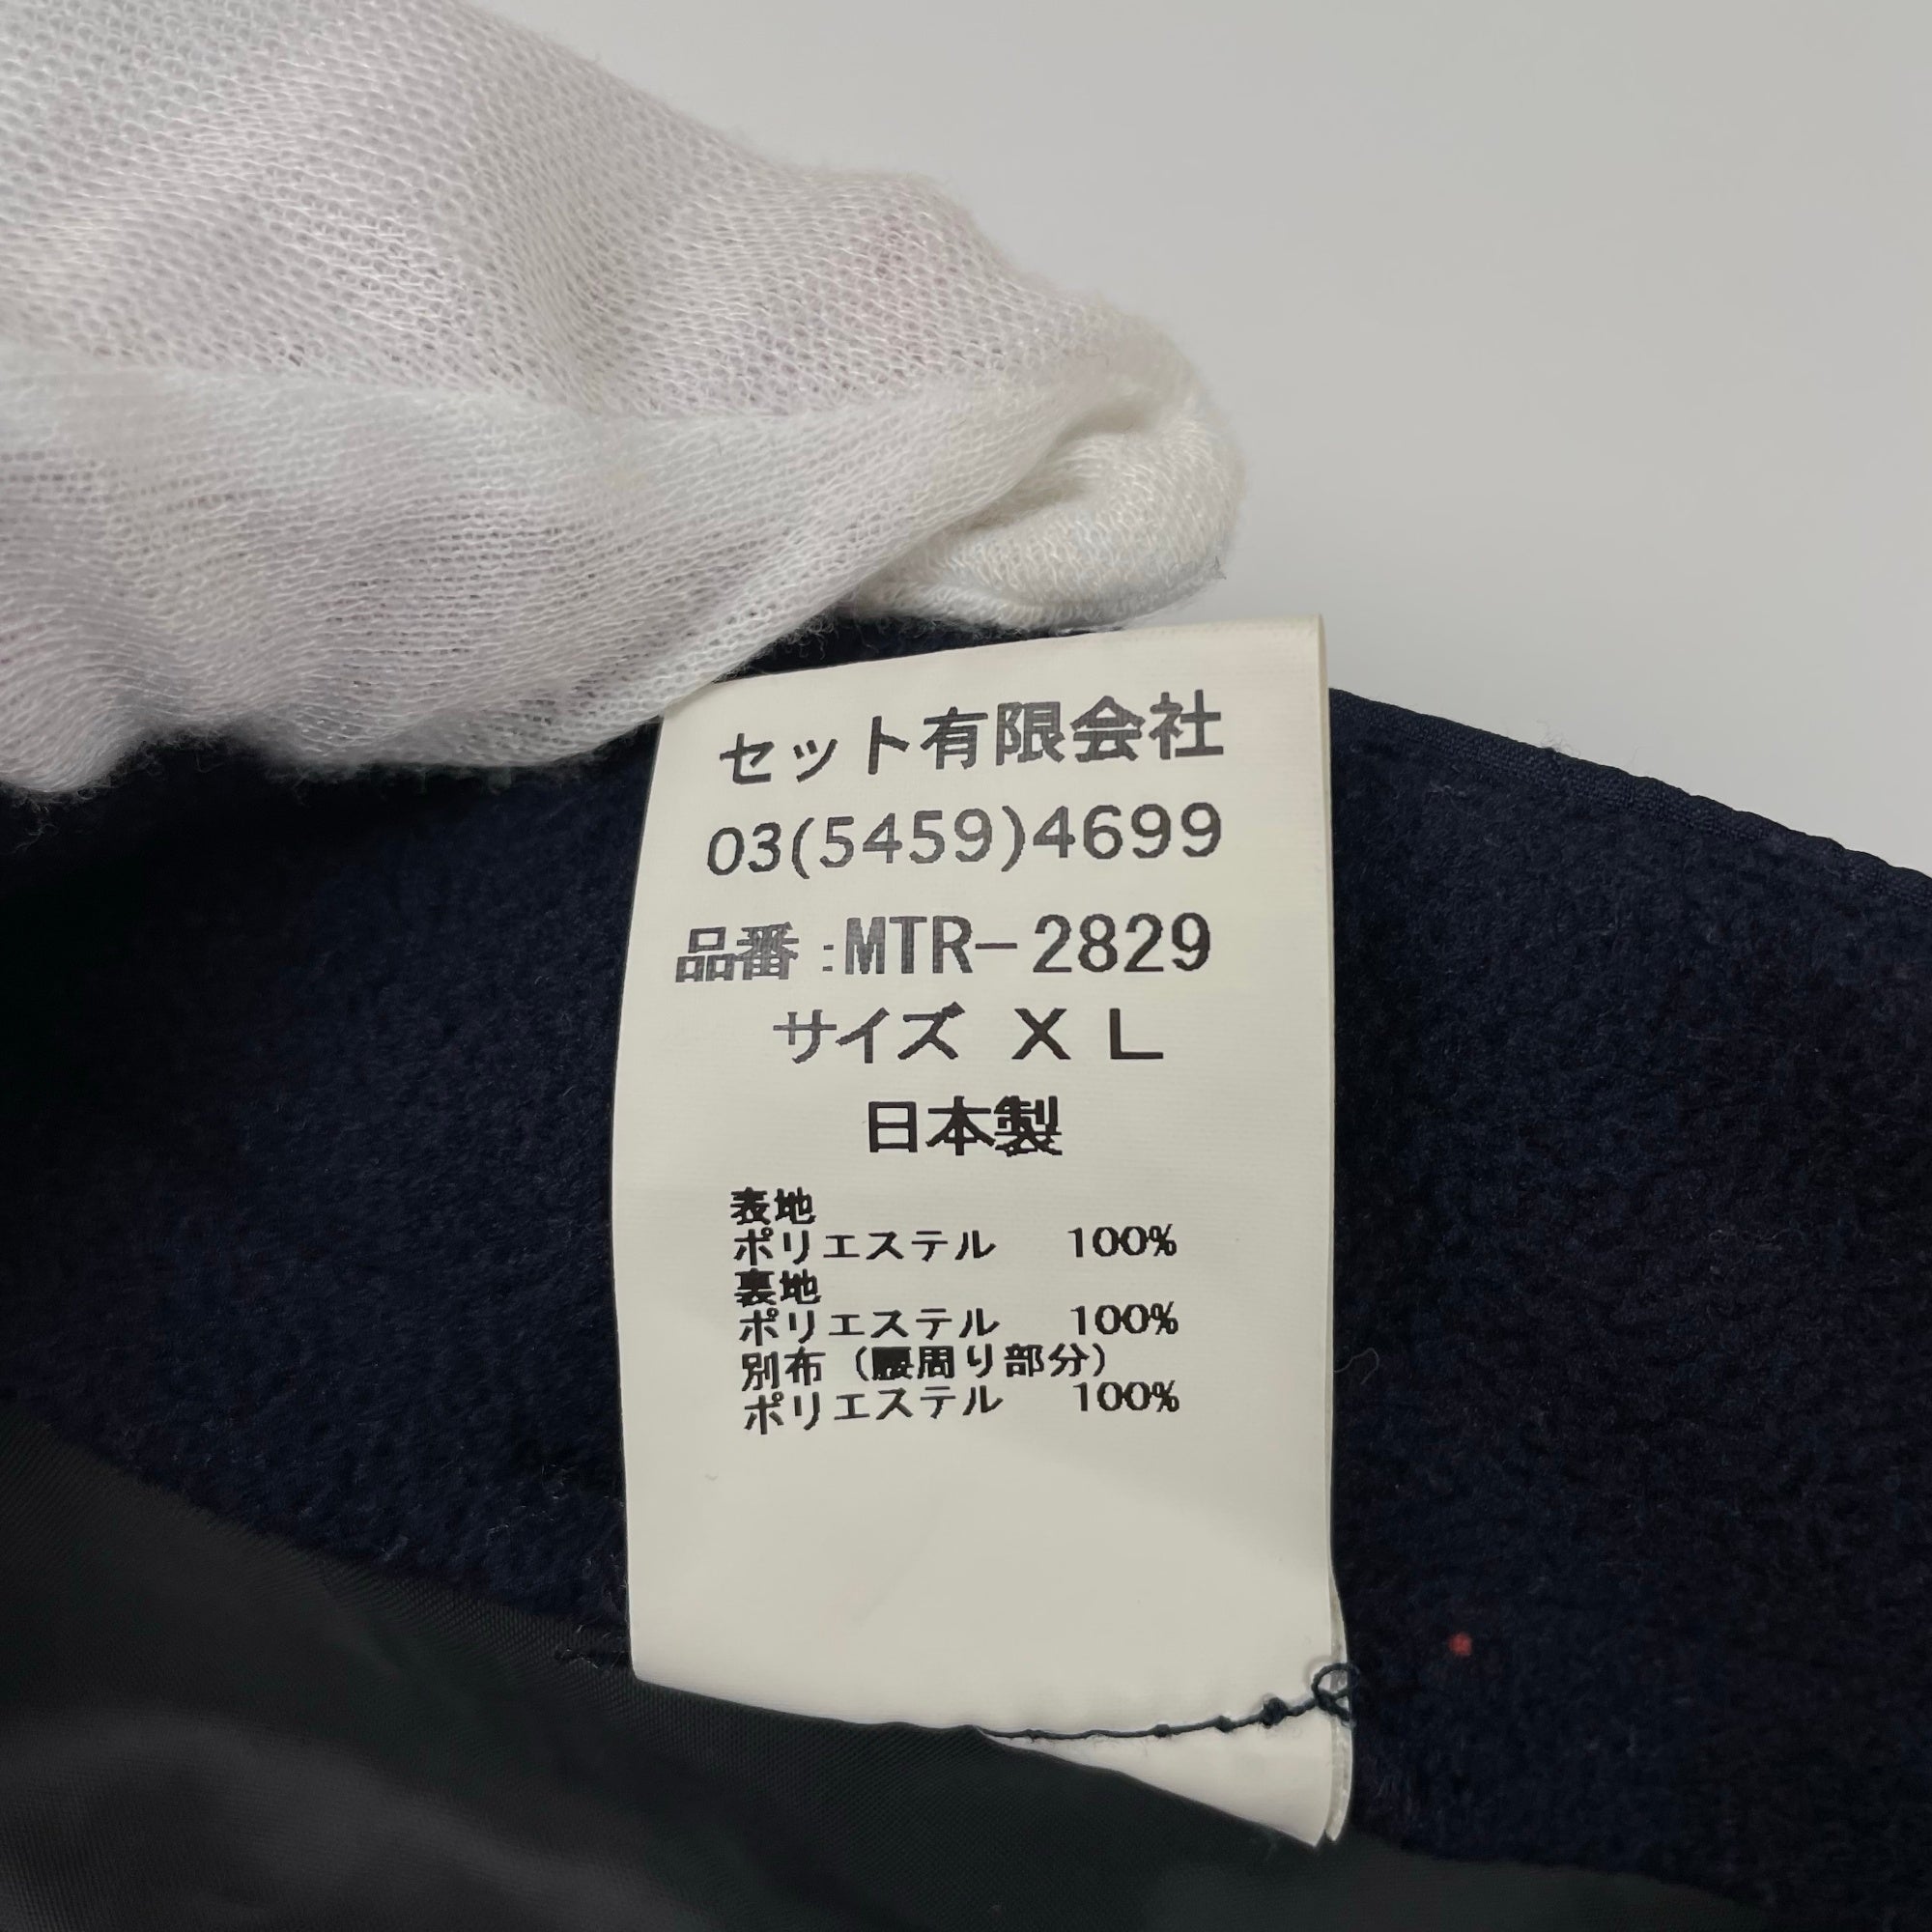 セット有限会社
03(5459)4699
品番:MTR-2829
サイズ XL
日本製
表地
ポリエステル 100%
裏地
ポリエステル 100%
別布(腰周り部分)
ポリエステル 100%